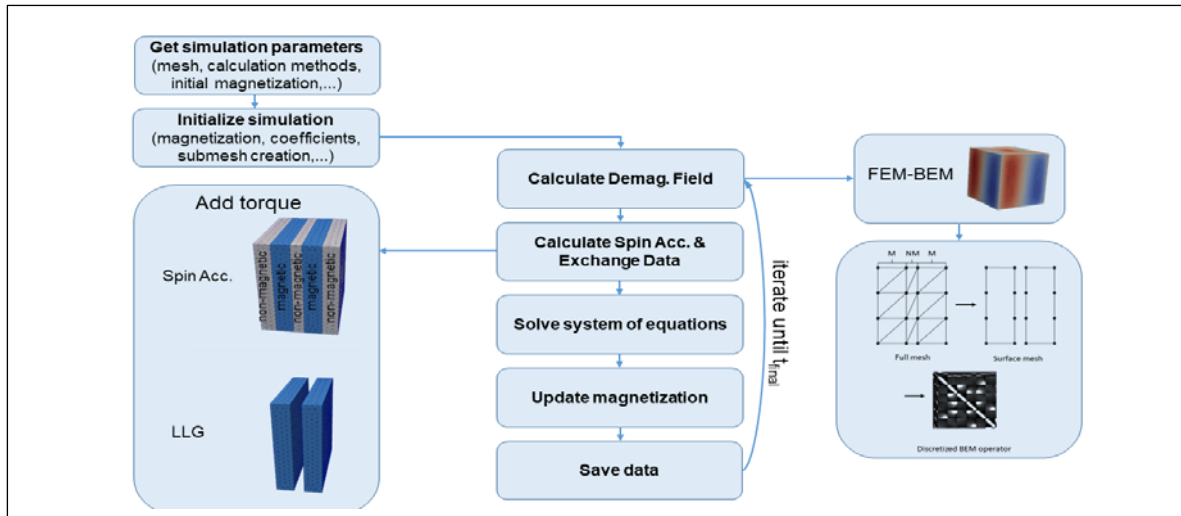 Get simulation parameters
(mesh, calculation methods,
initial magnetization,...)
Initialize simulation
(magnetization, coefficients,
submesh creation,...)
Add torque
Spin Acc.
non-magnetic
magnetic
non-magnetic
magnetic
non-magnetic
LLG
Calculate Demag. Field
Calculate Spin Acc. &
Exchange Data
Solve system of equations
Update magnetization
Save data
iterate until tfinal
FEM-BEM
M NM M
Full mesh
Surface mesh
Discretized BEM operator